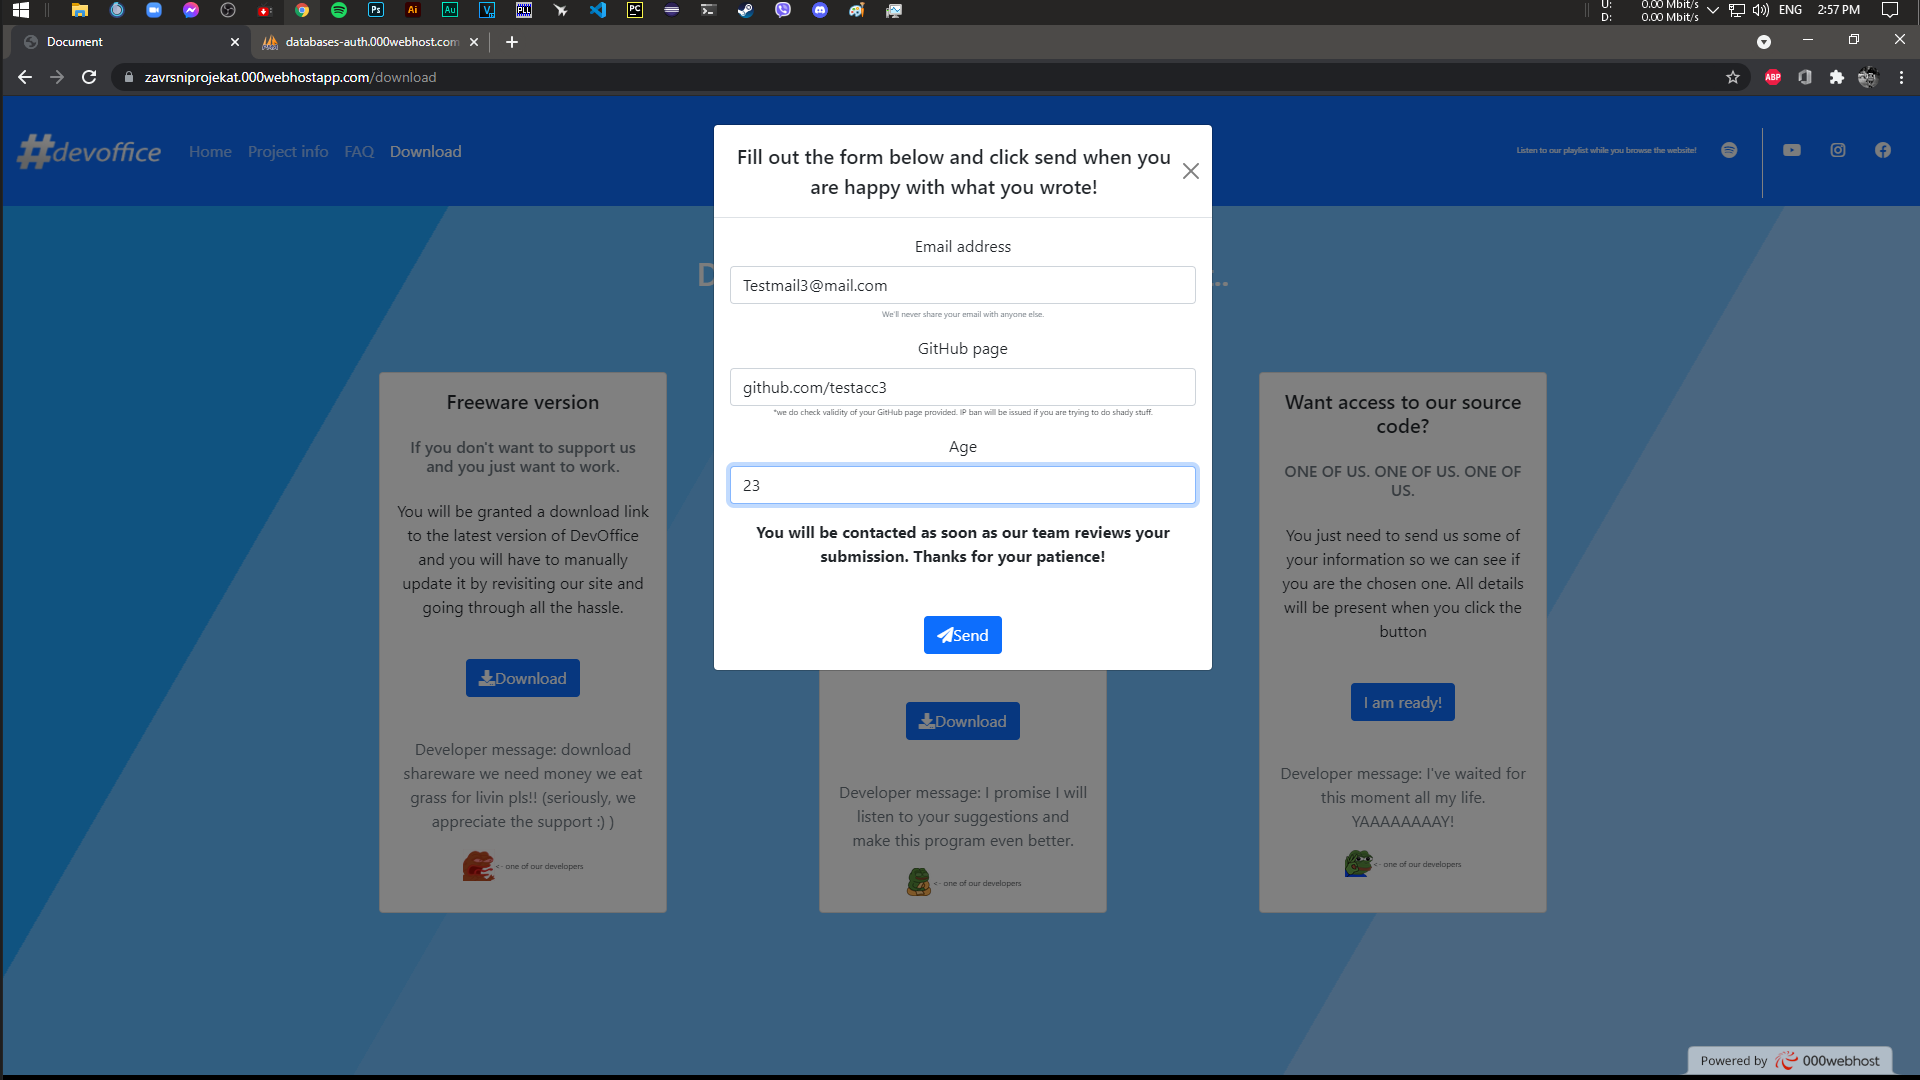 U: 0.00 Mbit/s
D: 0.00 Mbit/s
ENG 2:57 PM
Document
databases-auth.000webhost.com
zavrsniprojekat.000webhostapp.com/download
ABP
#devoffice
Home Project info FAQ Download
Listen to our playlist while you browse the website!
Fill out the form below and click send when you
are happy with what you wrote!
Email address
Testmail3@mail.com
We'll never share your email with anyone else.
GitHub page
github.com/testacc3
*we do check validity of your GitHub page provided. IP ban will be issued if you are trying to do shady stuff.
Age
23
You will be contacted as soon as our team reviews your
submission. Thanks for your patience!
Send
Freeware version
If you don't want to support us
and you just want to work.
You will be granted a download link
to the latest version of DevOffice
and you will have to manually
update it by revisiting our site and
going through all the hassle.
Download
Developer message: download
shareware we need money we eat
grass for livin pls!! (seriously, we
appreciate the support :) )
<- one of our developers
Download
Developer message: I promise I will
listen to your suggestions and
make this program even better.
<- one of our developers
Want access to our source
code?
ONE OF US. ONE OF US. ONE OF
US.
You just need to send us some of
your information so we can see if
you are the chosen one. All details
will be present when you click the
button
I am ready!
Developer message: I've waited for
this moment all my life.
YAAAAAAAAY!
<- one of our developers
Powered by 000webhost